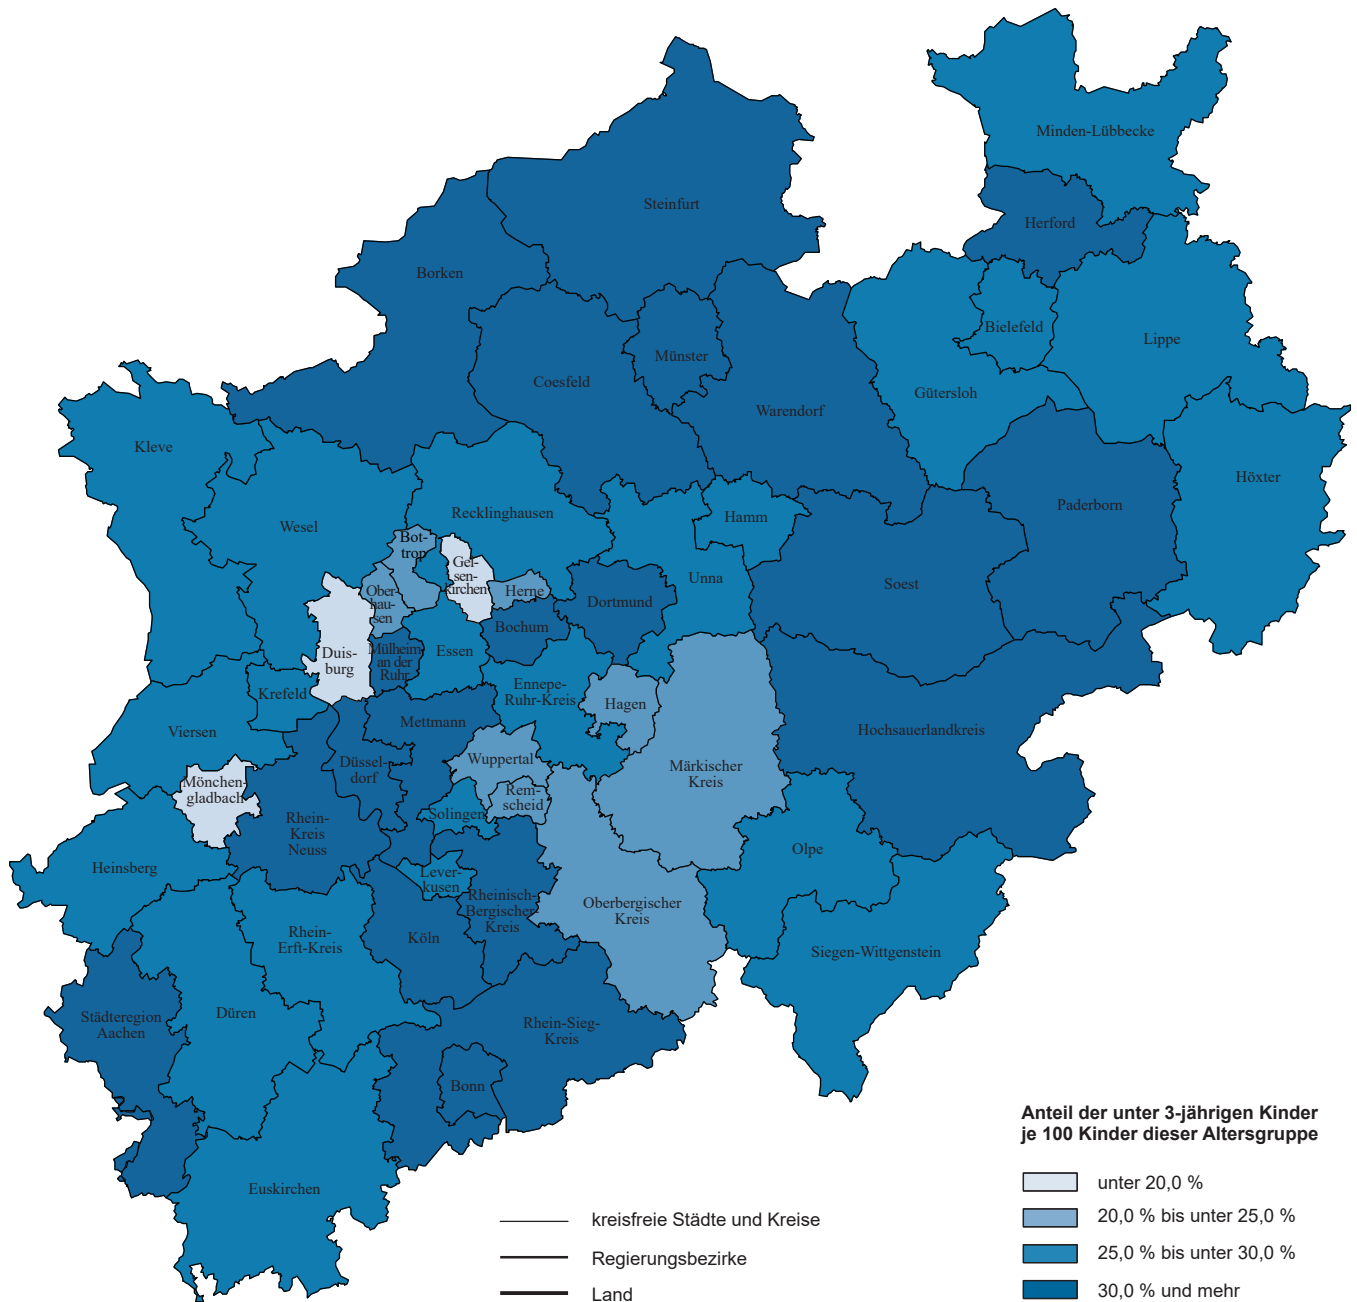 Minden-Lübbecke
Steinfurt
Herford
Borken
Bielefeld
Lippe
Münster
Coesfeld
Gütersloh
Warendorf
Kleve
Höxter
Paderborn
Recklinghausen
Hamm
Wesel
Bot-
trop
Gel-
sen-
kirchen
Unna
Soest
Ober-
hau-
sen
Herne
Dortmund
Bochum
Duis-
burg
Mülheim
an der
Ruhr
Essen
Ennepe-
Ruhr-Kreis
Krefeld
Hagen
Viersen
Mettmann
Hochsauerlandkreis
Düssel-
dorf
Wuppertal
Märkischer
Kreis
Mönchen-
gladbach
Rem-
scheid
Solingen
Rhein-
Kreis
Neuss
Olpe
Heinsberg
Lever-
kusen
Rheinisch-
Bergischer
Kreis
Oberbergischer
Kreis
Rhein-
Erft-Kreis
Köln
Siegen-Wittgenstein
Städteregion
Aachen
Düren
Rhein-Sieg-
Kreis
Bonn
Euskirchen
Anteil der unter 3-jährigen Kinder
je 100 Kinder dieser Altersgruppe
unter 20,0 %
20,0 % bis unter 25,0 %
25,0 % bis unter 30,0 %
30,0 % und mehr
kreisfreie Städte und Kreise
Regierungsbezirke
Land